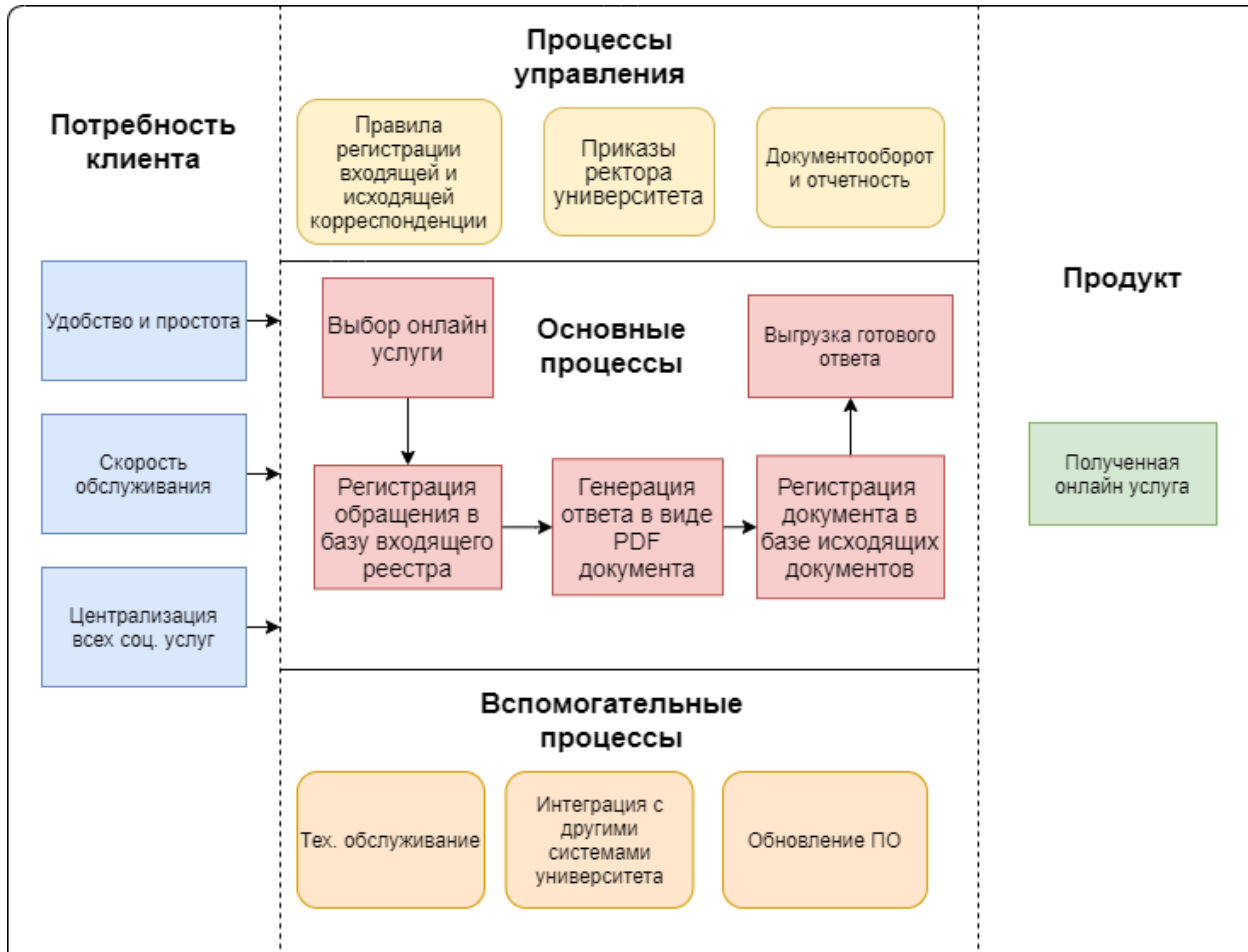 Процессы
управления
Потребность
клиента
Правила
регистрации
входящей и
исходящей
корреспонденции
Приказы
ректора
университета
Документооборот
и отчетность
Удобство и простота
Скорость
обслуживания
Централизация
всех соц. услуг
Основные
процессы
Выбор онлайн
услуги
Регистрация
обращения в
базу входящего
реестра
Генерация
ответа в виде
PDF
документа
Регистрация
документа в
базе исходящих
документов
Выгрузка готового
ответа
Продукт
Полученная
онлайн услуга
Вспомогательные
процессы
Тех. обслуживание
Интеграция с
другими
системами
университета
Обновление ПО